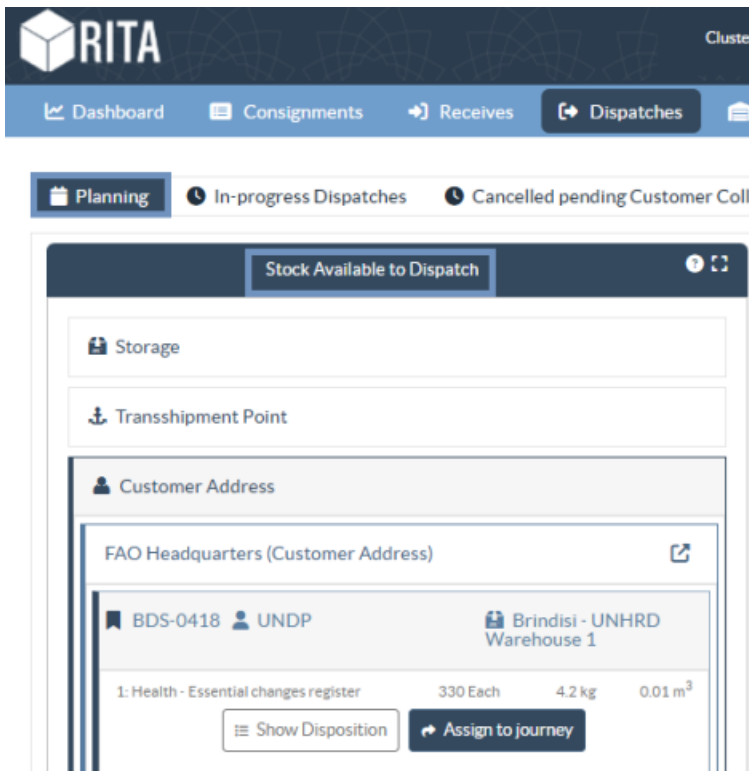 RITA
Cluste
Dashboard Consignments Receives Dispatches
Planning In-progress Dispatches Cancelled pending Customer Coll
Stock Available to Dispatch
Storage
Transshipment Point
Customer Address
FAO Headquarters (Customer Address)
BDS-0418 UNDP Brindisi - UNHRD
Warehouse 1
1: Health - Essential changes register 330 Each 4.2 kg 0.01 m³
Show Disposition Assign to journey